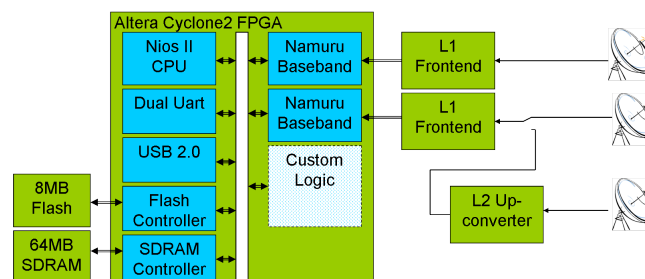 Altera Cyclone2 FPGA
Nios II
CPU
Namuru
Baseband
L1
Frontend
Dual Uart
Namuru
Baseband
L1
Frontend
USB 2.0
Custom
Logic
8MB
Flash
Flash
Controller
L2 Up-
converter
64MB
SDRAM
SDRAM
Controller